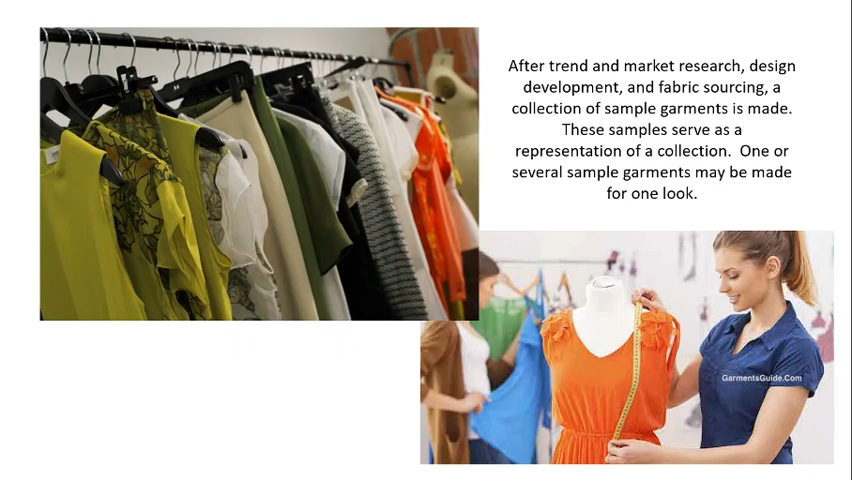 After trend and market research, design
development, and fabric sourcing, a
collection of sample garments is made.
These samples serve as a
representation of a collection.  One or
several sample garments may be made
for one look.
GarmentsGuide.Com